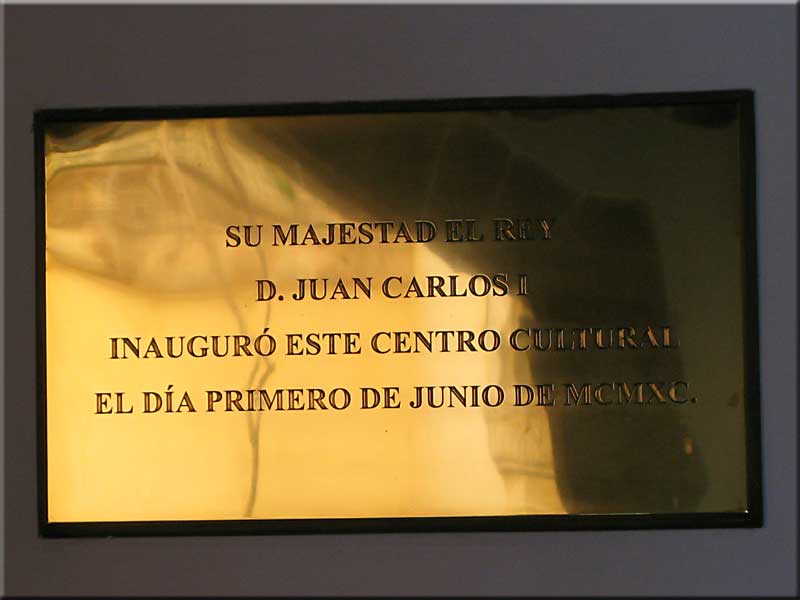 SU MAJESTAD EL REY
D. JUAN CARLOS I
INAUGURÓ ESTE CENTRO CULTURAL
EL DÍA PRIMERO DE JUNIO DE MCMXC.